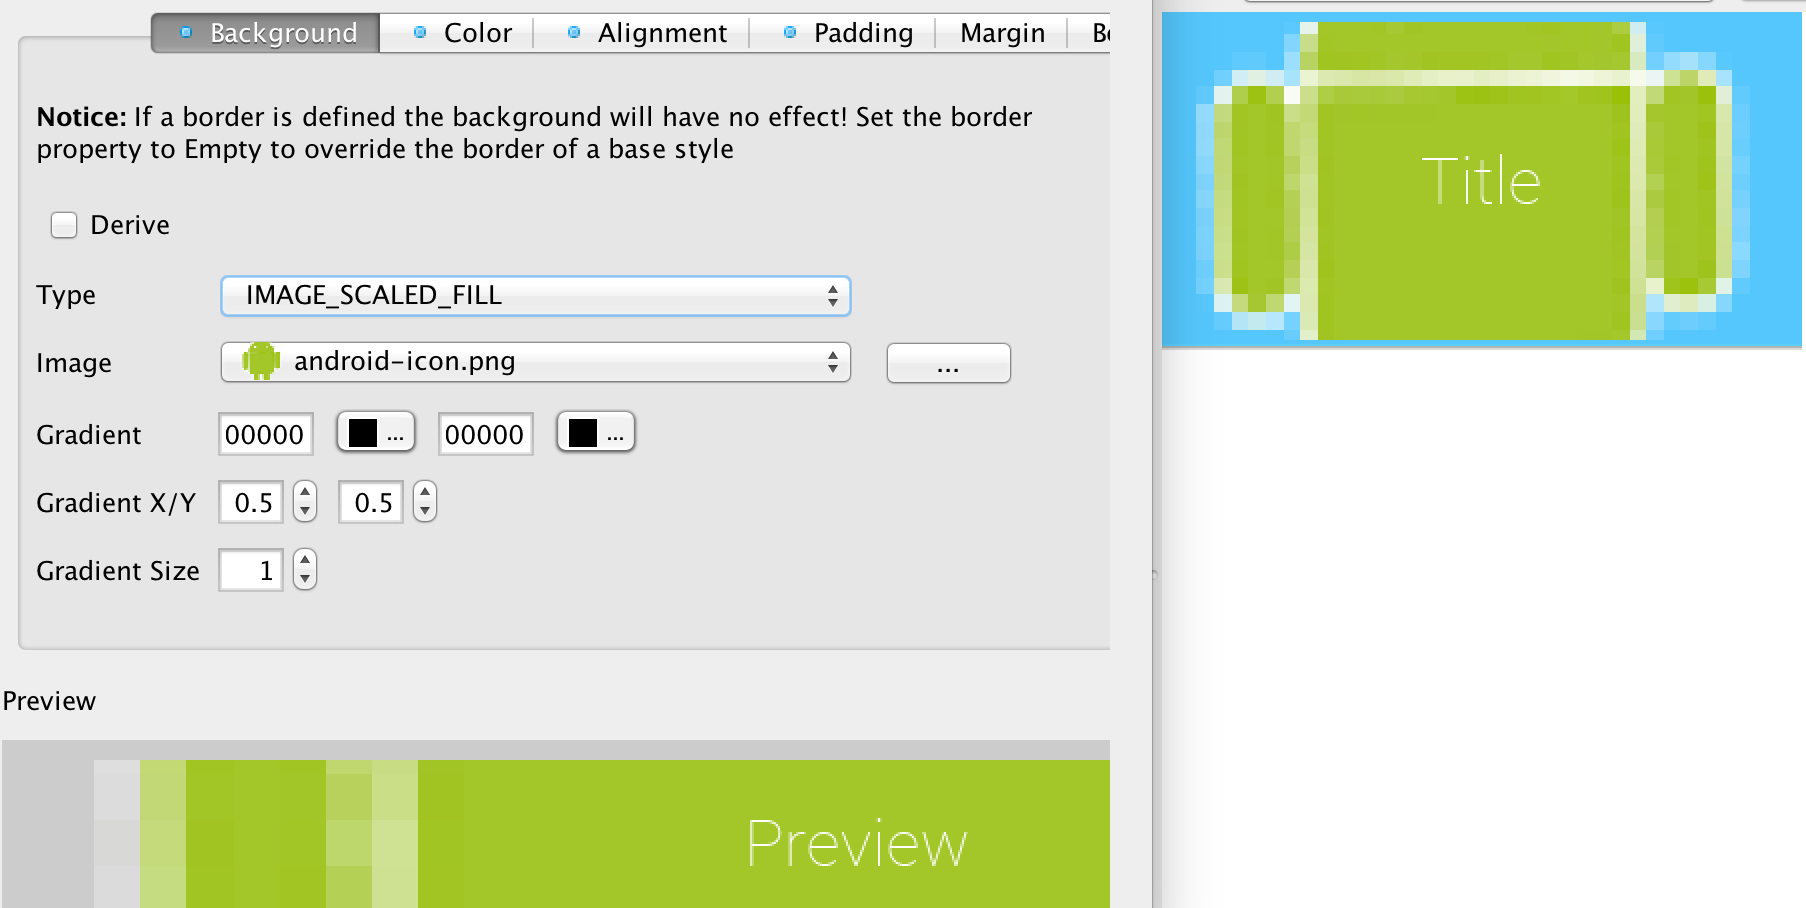 Background Color Alignment Padding Margin
Notice: If a border is defined the background will have no effect! Set the border
property to Empty to override the border of a base style
Derive
Type IMAGE_SCALED_FILL
Image android-icon.png ...
Gradient 00000 ... 00000 ...
Gradient X/Y 0.5 0.5
Gradient Size 1
Preview
Preview
Title